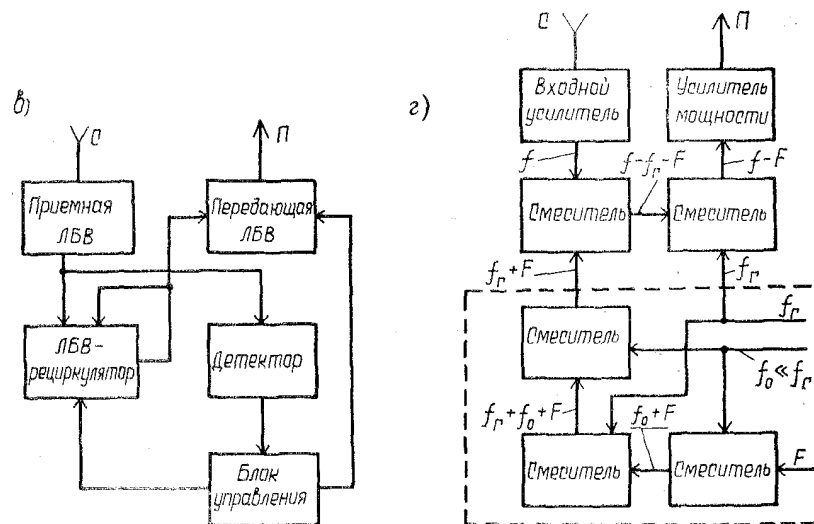 в)
С
П
Приемная
ЛБВ
Передающая
ЛБВ
ЛБВ-
рециркулятор
Детектор
Блок
управления
г)
С
П
Входной
усилитель
Усилитель
мощности
f
f-fг-F
f-F
Смеситель
Смеситель
fг+F
fг
fг
Смеситель
f₀≪fг
fг+f₀+F
f₀+F
Смеситель
Смеситель
F